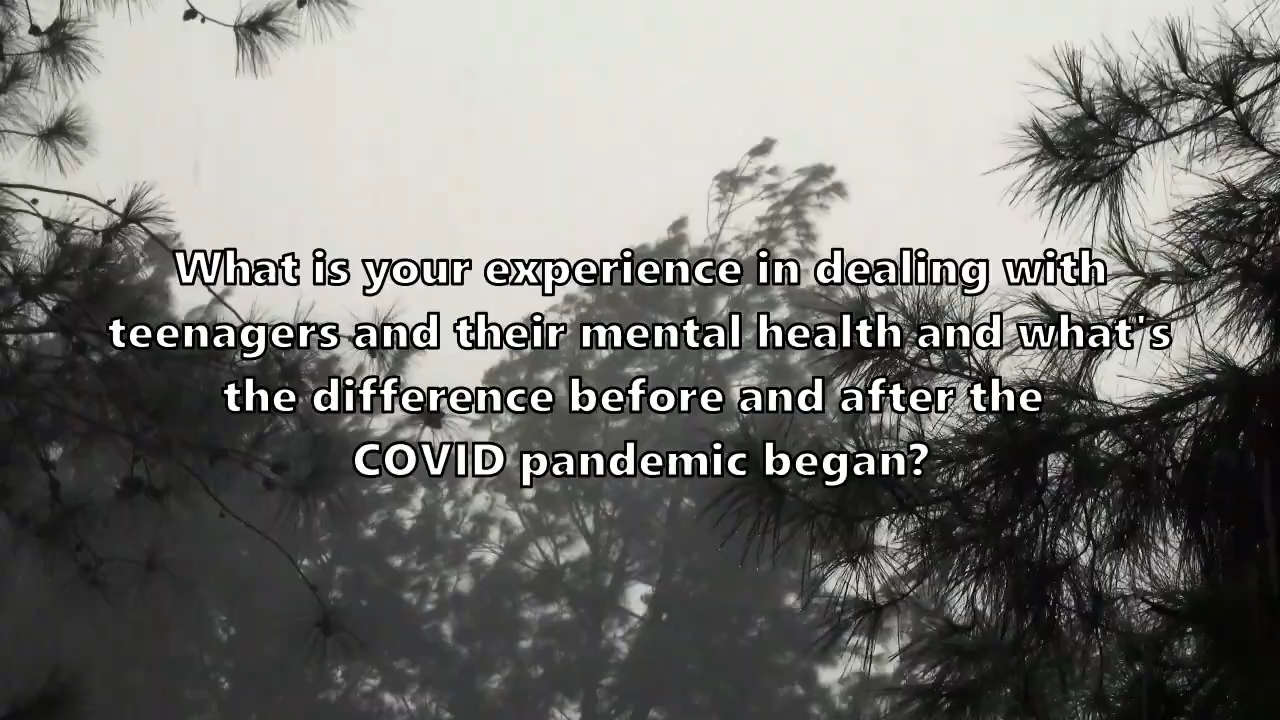 What is your experience in dealing with
teenagers and their mental health and what's
the difference before and after the
COVID pandemic began?